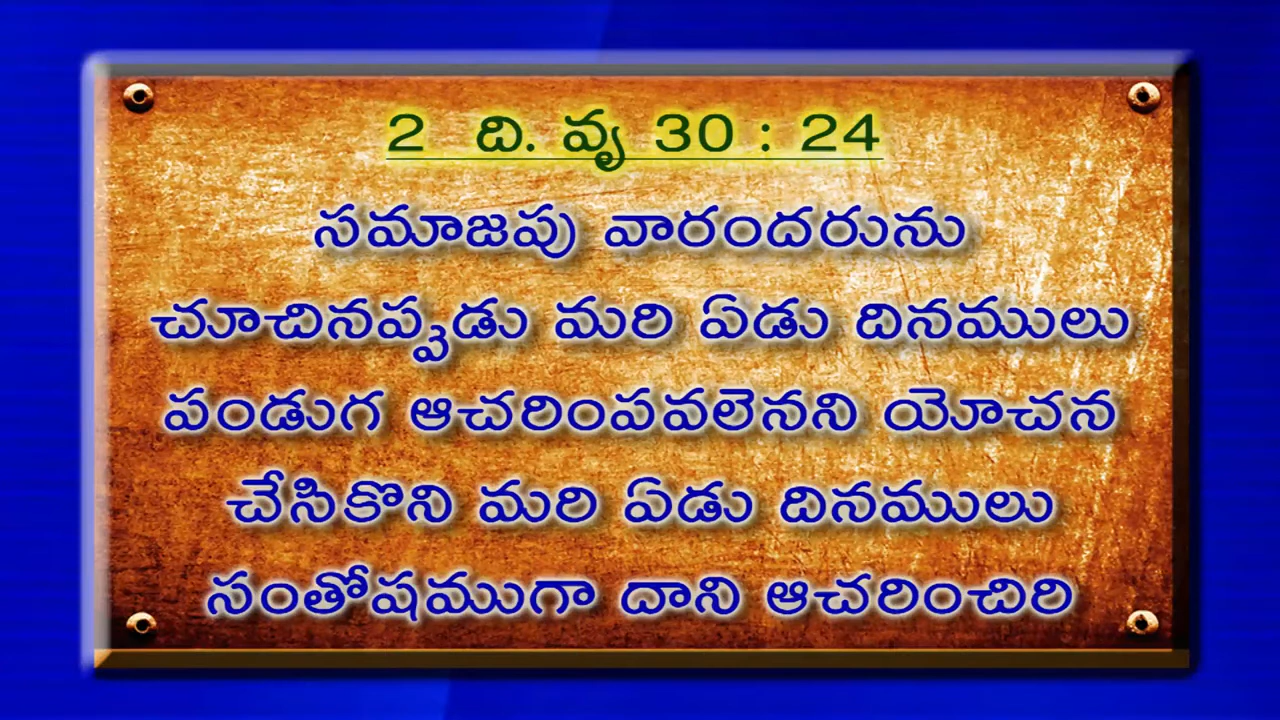 2 ది. వృ 30 : 24
సమాజపు వారందరును
చూచినప్వడు మరి ఏడు దినములు
పండుగ ఆచరింపవలెనని యోచన
చేసికొని మరి ఏడు దినములు
సంతోషముగా దాని ఆచరించిరి